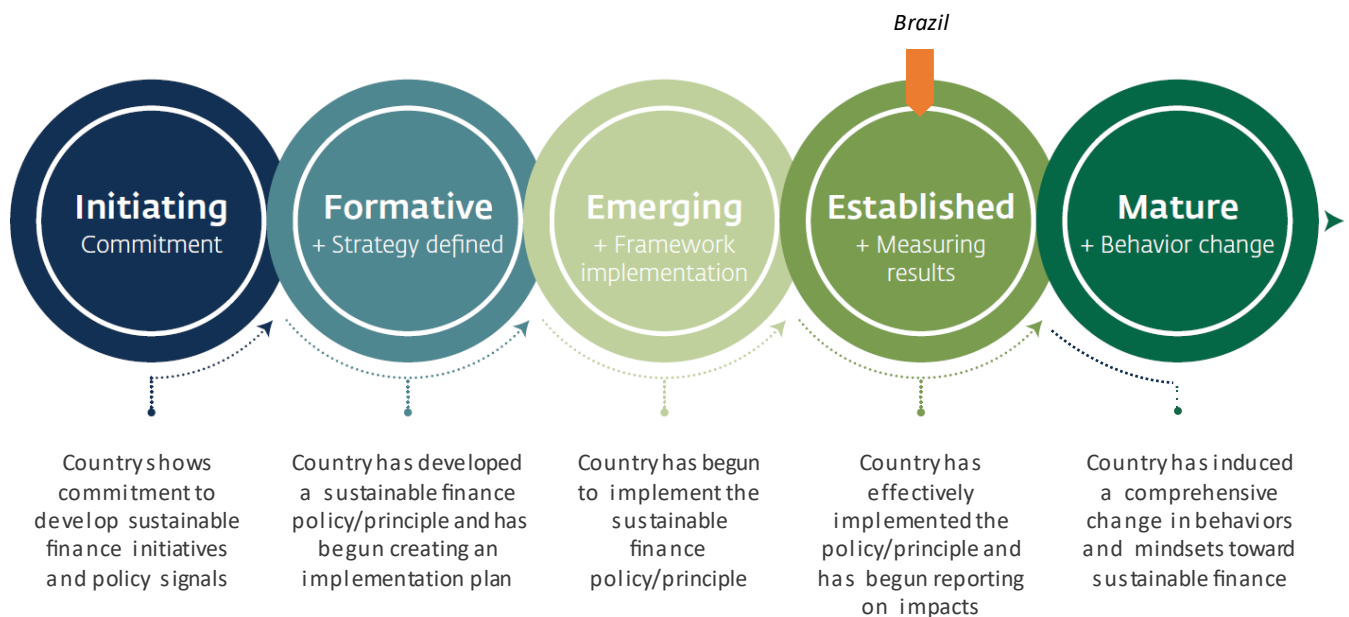 Brazil
Initiating
Commitment
Formative
+ Strategy defined
Emerging
+ Framework
implementation
Established
+ Measuring
results
Mature
+ Behavior change
Country shows
commitment to
develop sustainable
finance initiatives
and policy signals
Country has developed
a sustainable finance
policy/principle and has
begun creating an
implementation plan
Country has begun
to implement the
sustainable
finance
policy/principle
Country has
effectively
implemented the
policy/principle and
has begun reporting
on impacts
Country has induced
a comprehensive
change in behaviors
and mindsets toward
sustainable finance